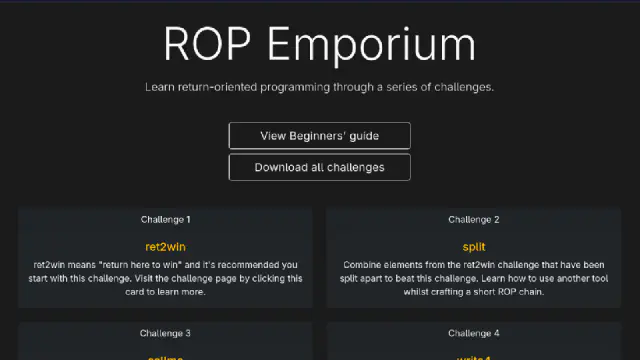 ROP Emporium
Learn return-oriented programming through a series of challenges.
View Beginners' guide
Download all challenges
Challenge 1
ret2win
ret2win means "return here to win" and it's recommended you
start with this challenge. Visit the challenge page by clicking this
card to learn more.
Challenge 2
split
Combine elements from the ret2win challenge that have been
split apart to beat this challenge. Learn how to use another tool
whilst crafting a short ROP chain.
Challenge 3
Challenge 4